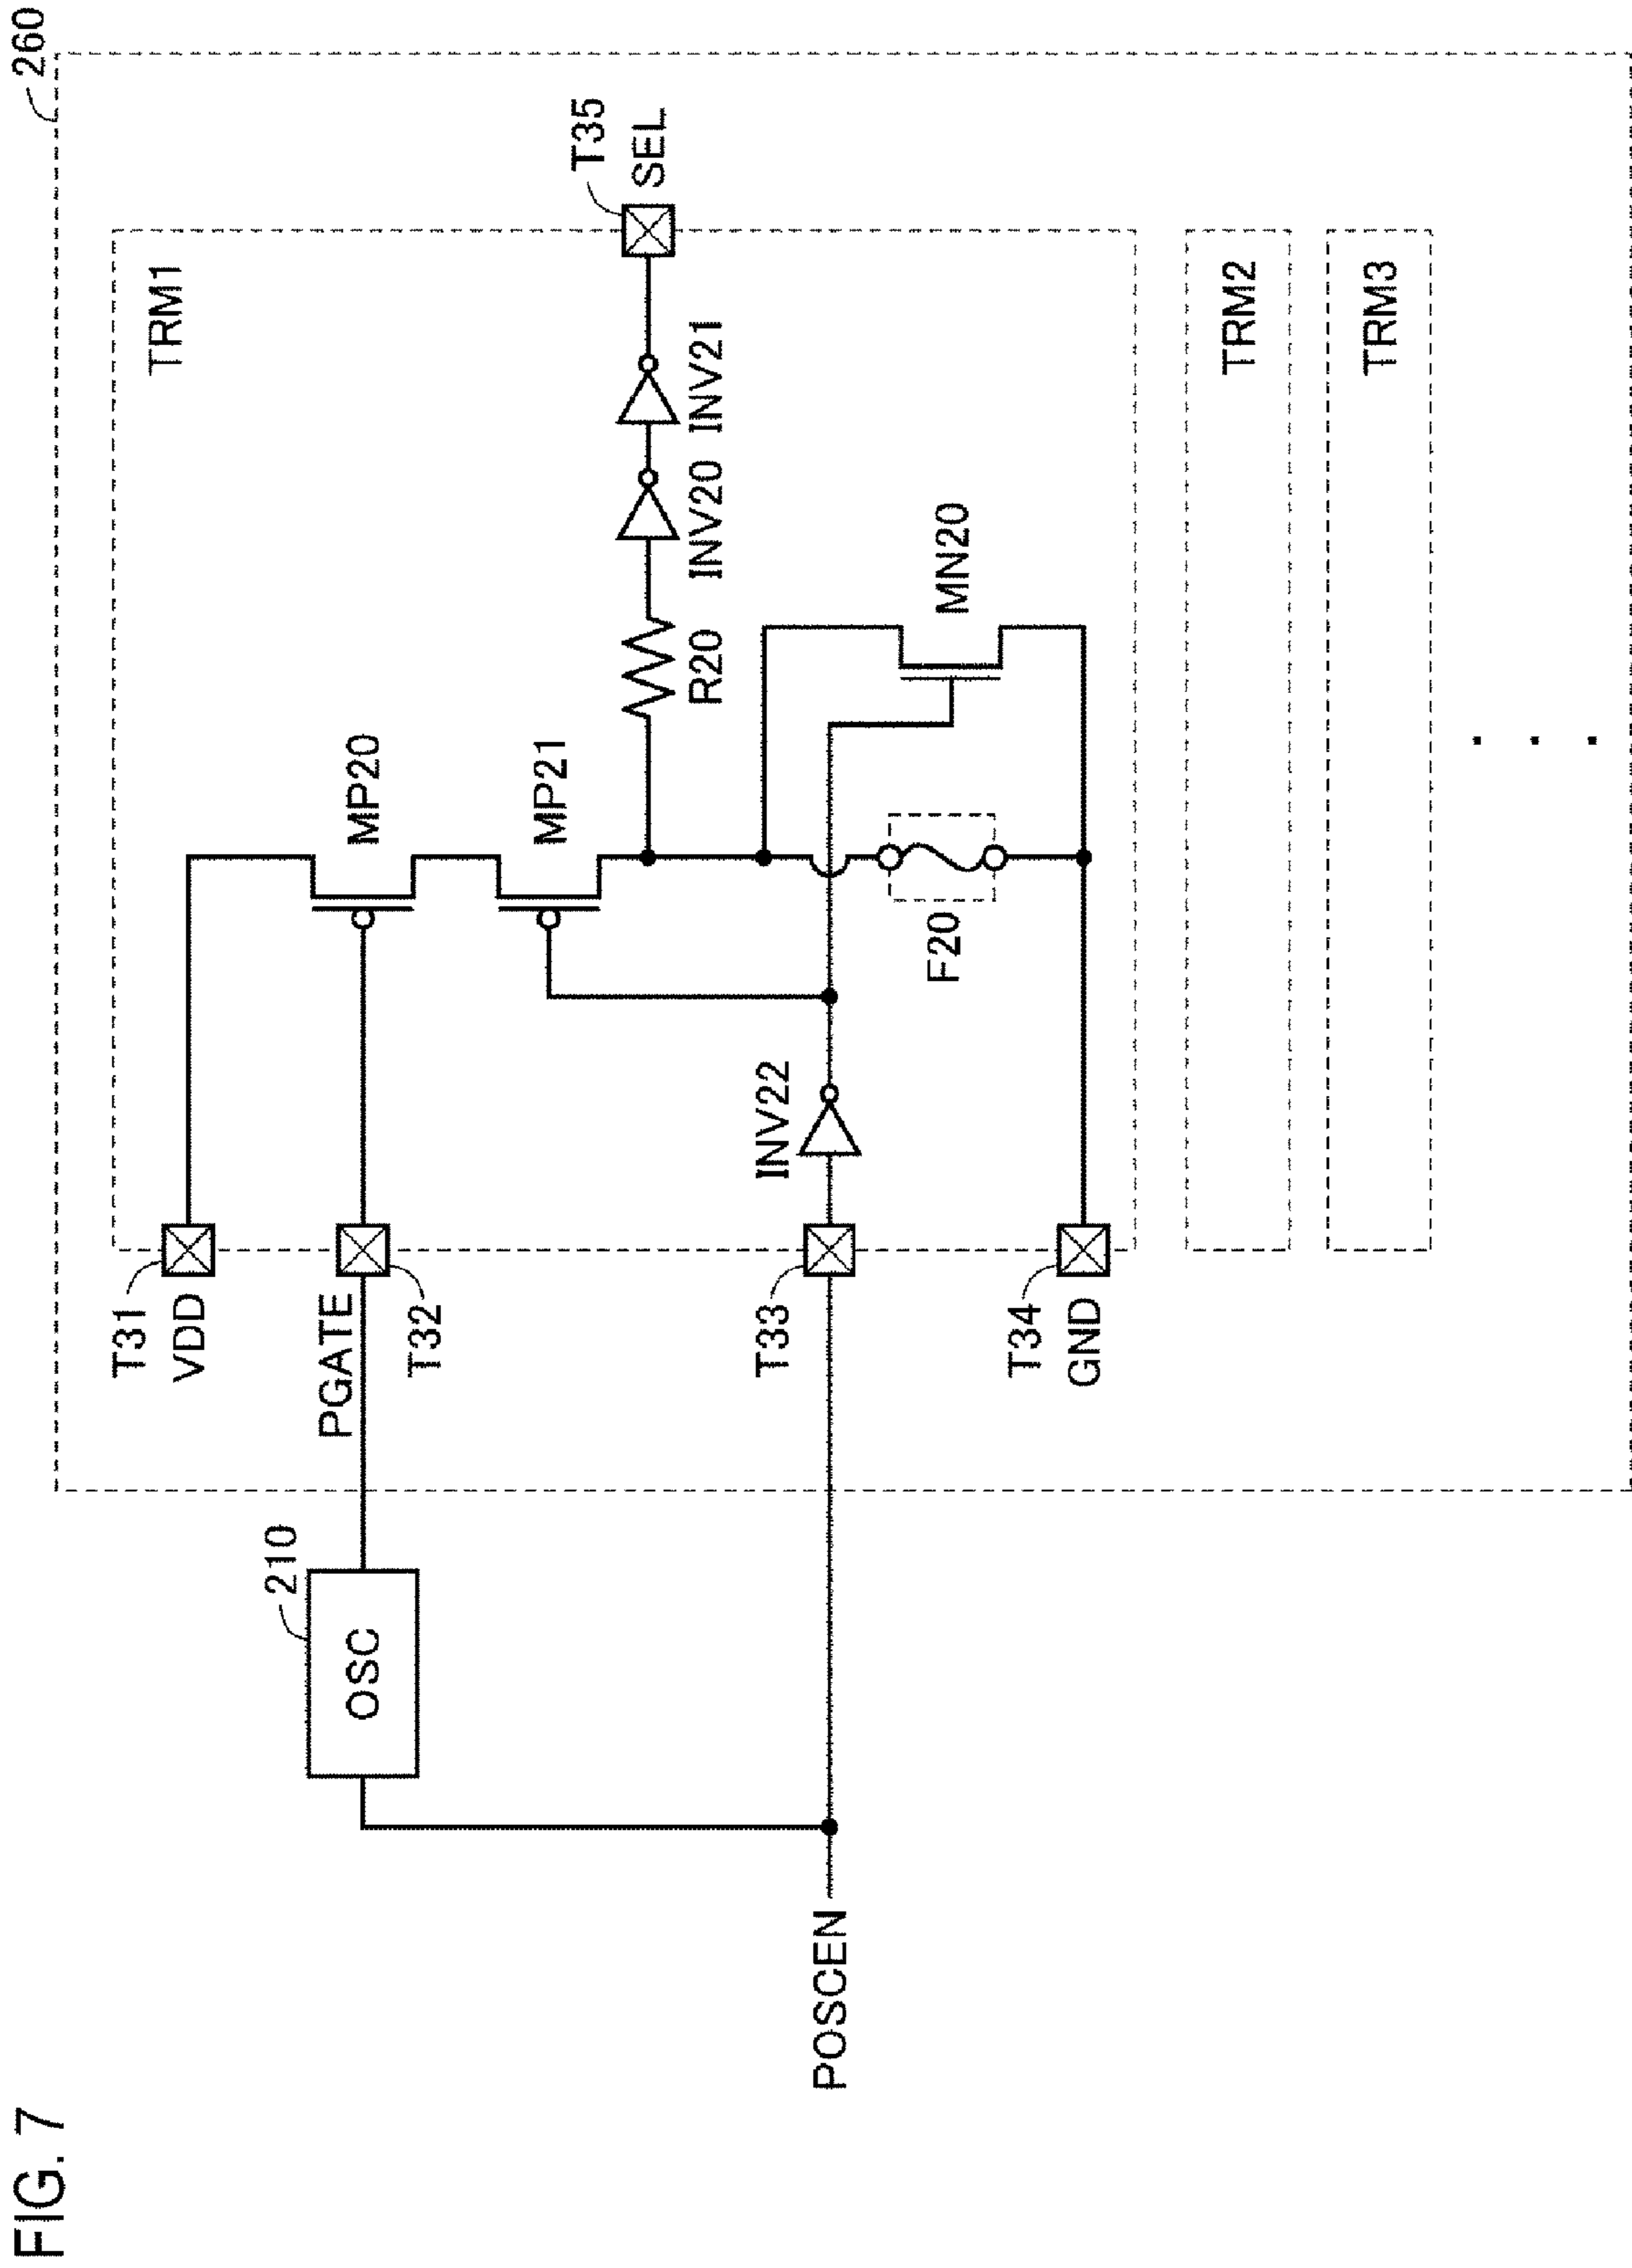 FIG. 7
260
TRM1
T31
VDD
210
OSC
PGATE
T32
MP20
MP21
T35
SEL
R20
INV20
INV21
INV22
T33
POSCEN
F20
MN20
T34
GND
TRM2
TRM3
. . .